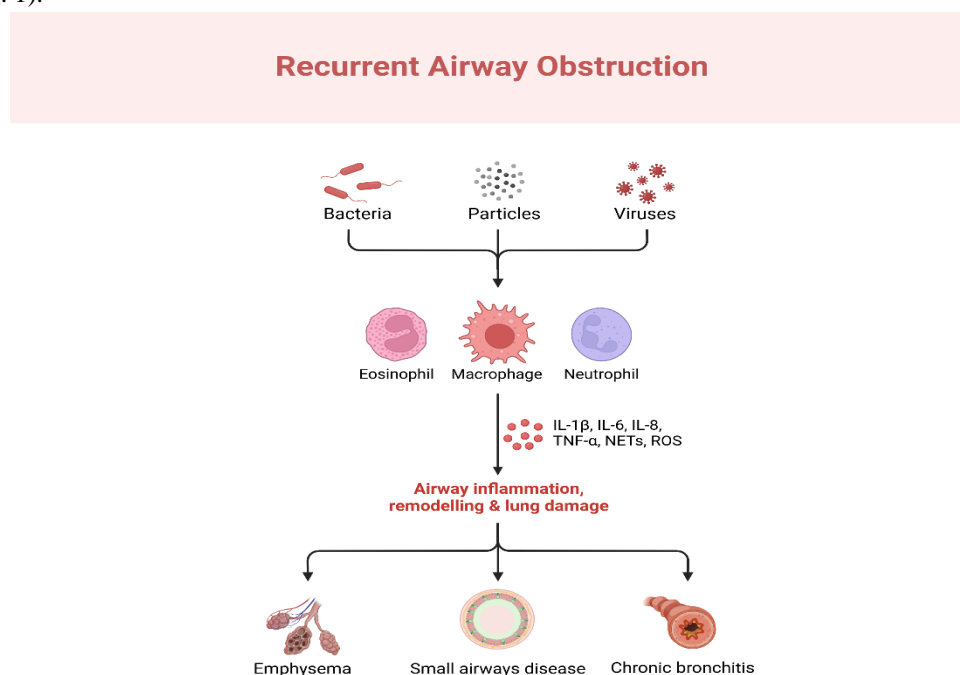 . 1).
Recurrent Airway Obstruction
Bacteria
Particles
Viruses
Eosinophil
Macrophage
Neutrophil
IL-1β, IL-6, IL-8,
TNF-α, NETs, ROS
Airway inflammation,
remodelling & lung damage
Emphysema
Small airways disease
Chronic bronchitis